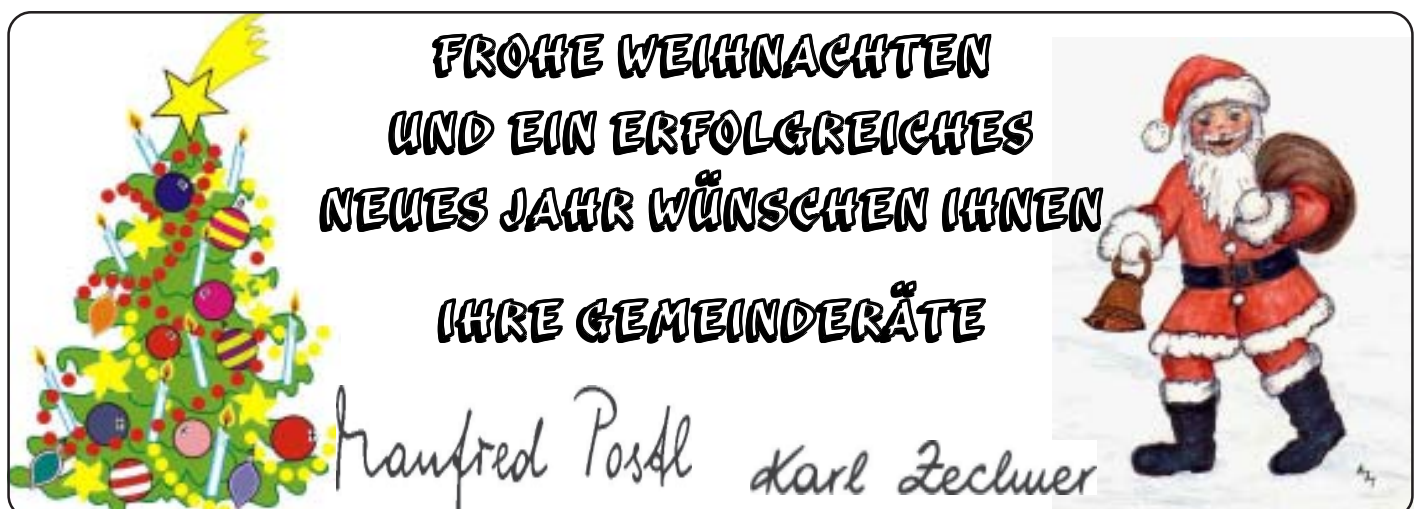 FROHE WEIHNACHTEN
UND EIN ERFOLGREICHES
NEUES JAHR WÜNSCHEN IHNEN
IHRE GEMEINDERÄTE
Manfred Postl Karl Zechner